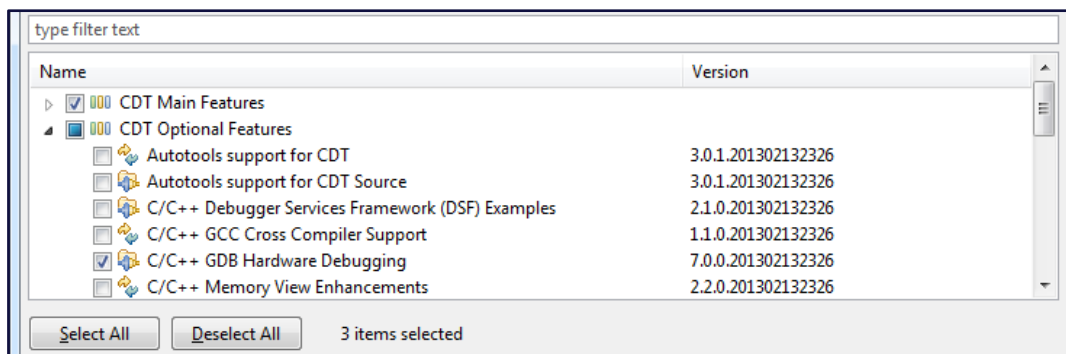 type filter text
Name Version
CDT Main Features
CDT Optional Features
Autotools support for CDT 3.0.1.201302132326
Autotools support for CDT Source 3.0.1.201302132326
C/C++ Debugger Services Framework (DSF) Examples 2.1.0.201302132326
C/C++ GCC Cross Compiler Support 1.1.0.201302132326
C/C++ GDB Hardware Debugging 7.0.0.201302132326
C/C++ Memory View Enhancements 2.2.0.201302132326
Select All Deselect All 3 items selected